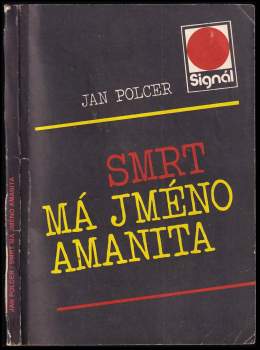 JAN POLCER
Signál
SMRT
MÁ JMÉNO
AMANITA
JAN POLCER SMRT MÁ JMÉNO AMANITA